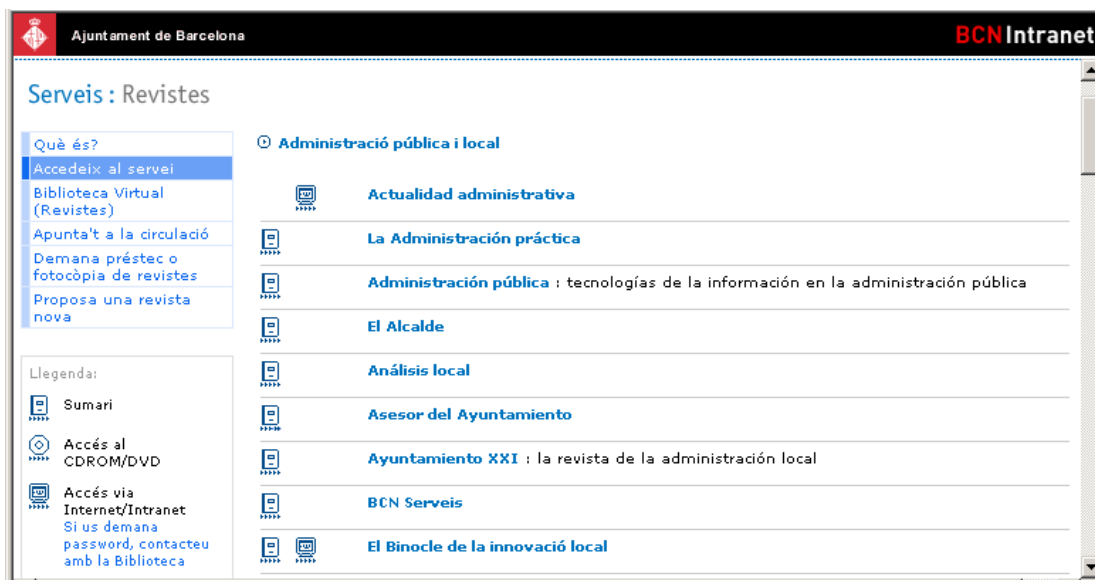 Ajuntament de Barcelona
BCNIntranet
Serveis : Revistes
Què és?
Accedeix al servei
Biblioteca Virtual
(Revistes)
Apunta't a la circulació
Demana préstec o
fotocòpia de revistes
Proposa una revista
nova
Llegenda:
Sumari
Accés al
CDROM/DVD
Accés via
Internet/Intranet
Si us demana
password, contacteu
amb la Biblioteca
Administració pública i local
Actualidad administrativa
La Administración práctica
Administración pública : tecnologías de la información en la administración pública
El Alcalde
Análisis local
Asesor del Ayuntamiento
Ayuntamiento XXI : la revista de la administración local
BCN Serveis
El Binocle de la innovació local